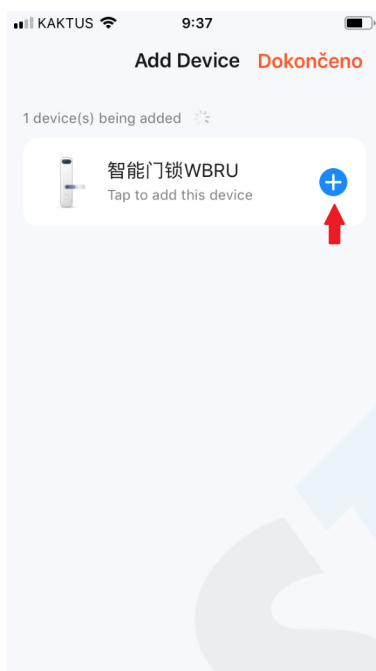 KAKTUS 9:37
Add Device Dokončeno
1 device(s) being added
智能门锁WBRU
Tap to add this device